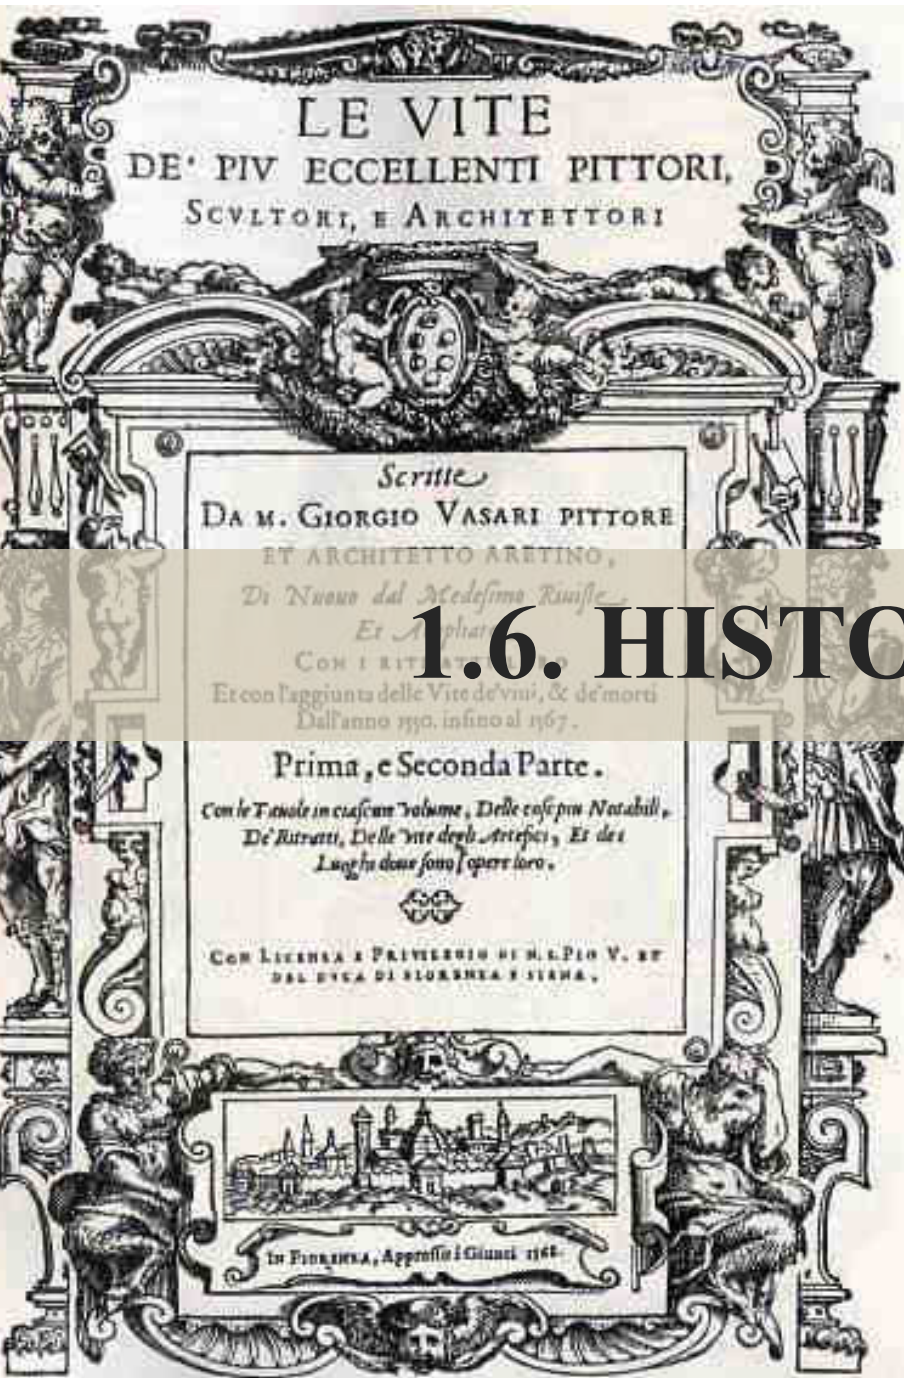 LE VITE
DE' PIV ECCELLENTI PITTORI,
SCVLTORI, E ARCHITETTORI
Scritte
DA M. GIORGIO VASARI PITTORE
ET ARCHITETTO ARETINO,
Di Nuouo dal Medesimo Riuiste
Et
CON I
Et con l'aggiunta delle Vite de' viui, & de' morti
Dall'anno 1550. insino al 1567.
1.6. HISTO
Prima, e Seconda Parte.
Con le Tauole in ciascun volume, Delle cose piu Notabili,
De' Ritratti, Delle vite degli Artefici, Et dei
Luoghi doue sono l'opere loro.
CON LICENZA E PRIVILEGIO DI N. S. PIO V. ET
DEL DVCA DI FIORENZA E SIENA.
IN FIORENZA, Appresso i Giunti 1568.